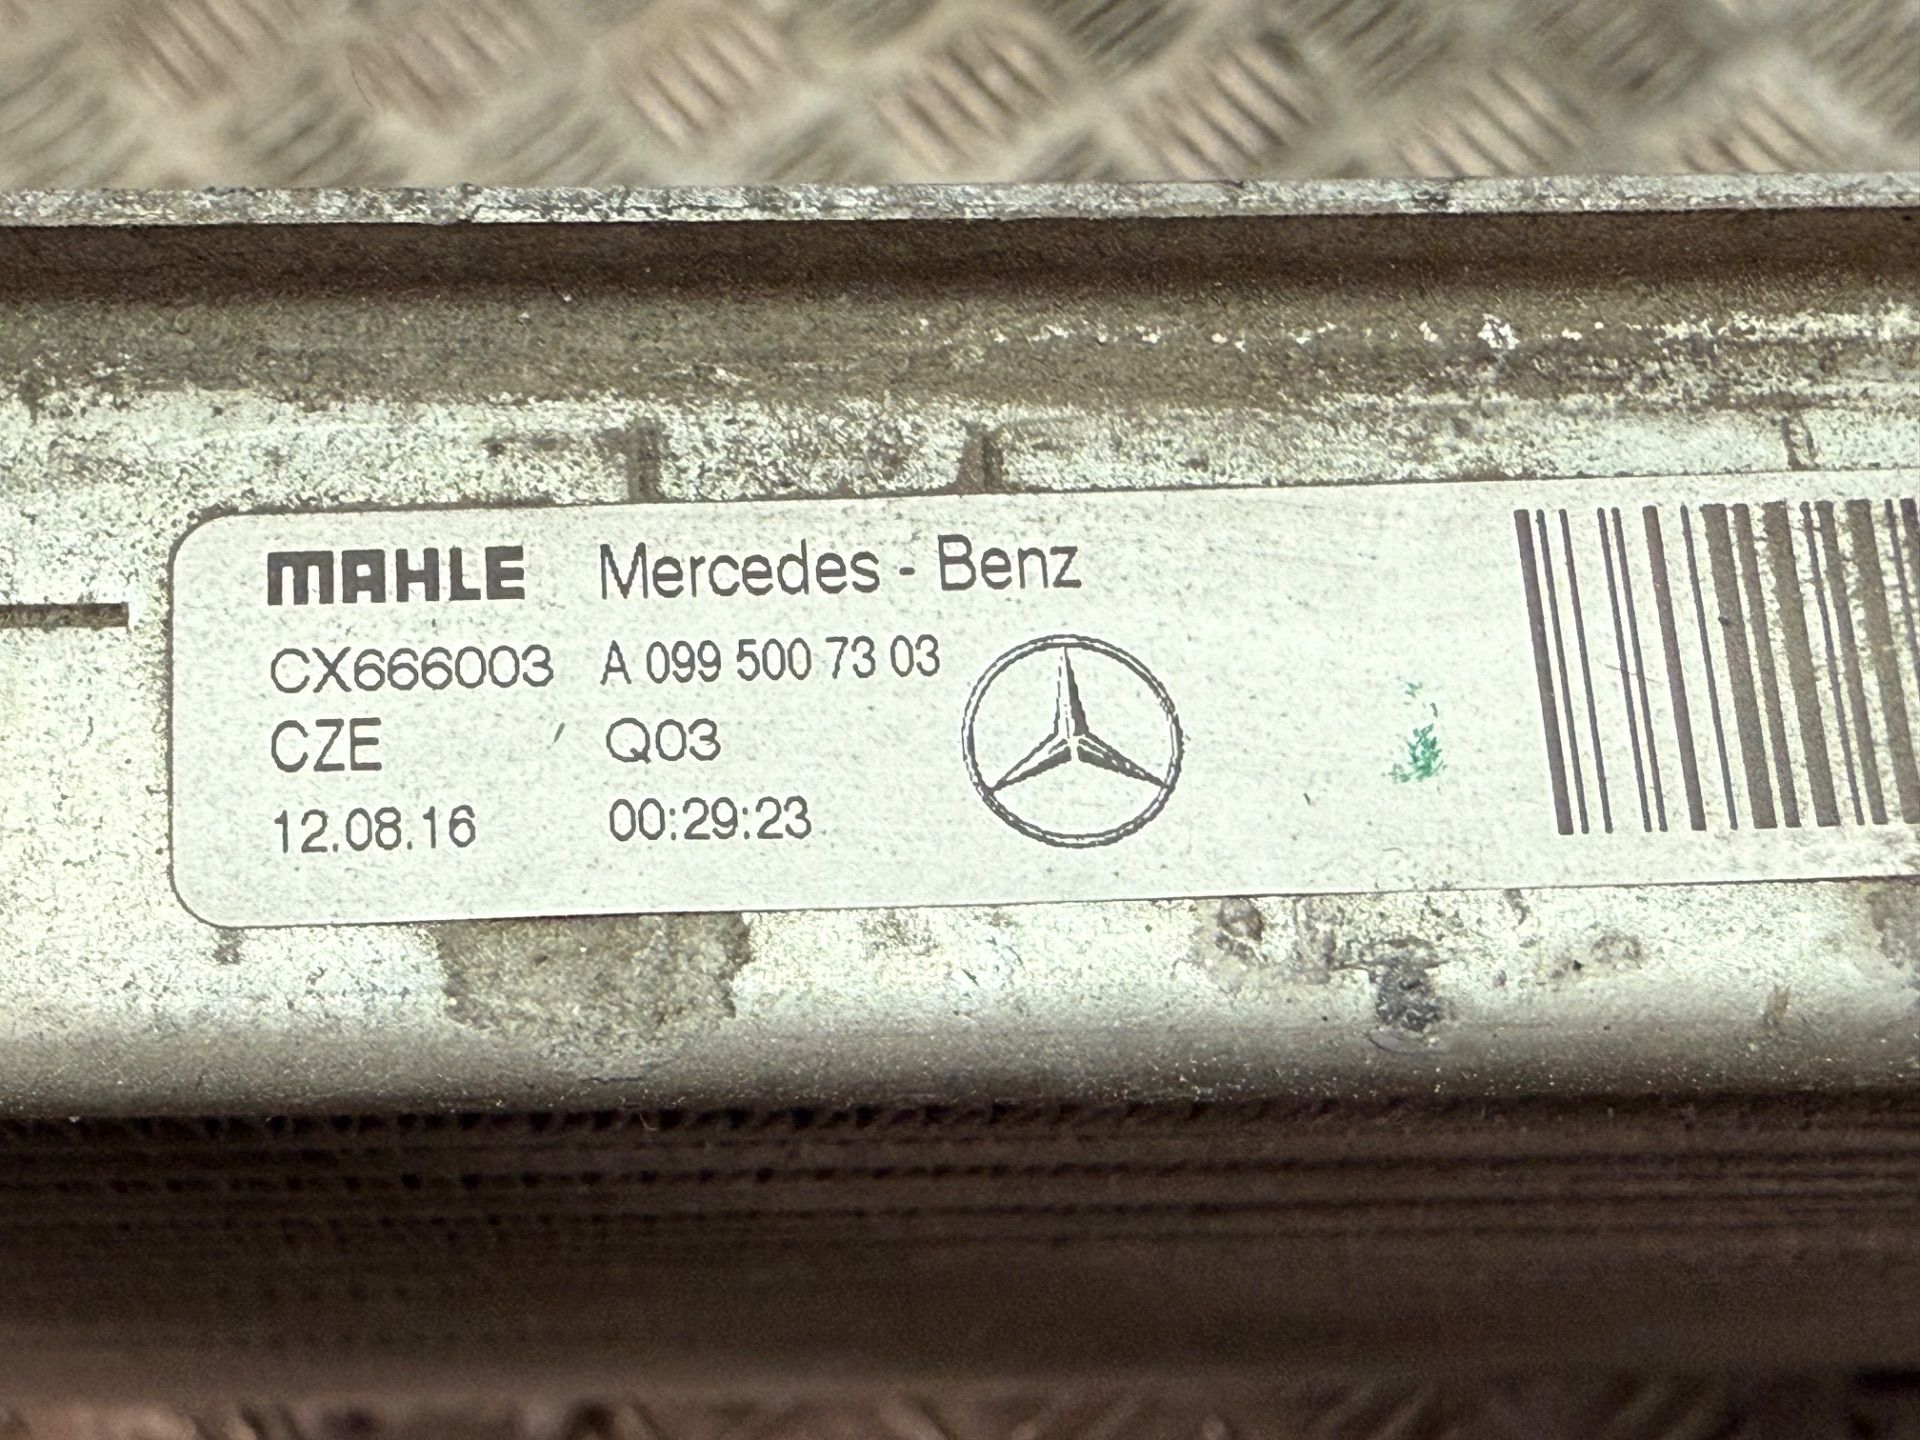 MAHLE Mercedes - Benz
CX666003 A 099 500 73 03
CZE Q03
12.08.16 00:29:23